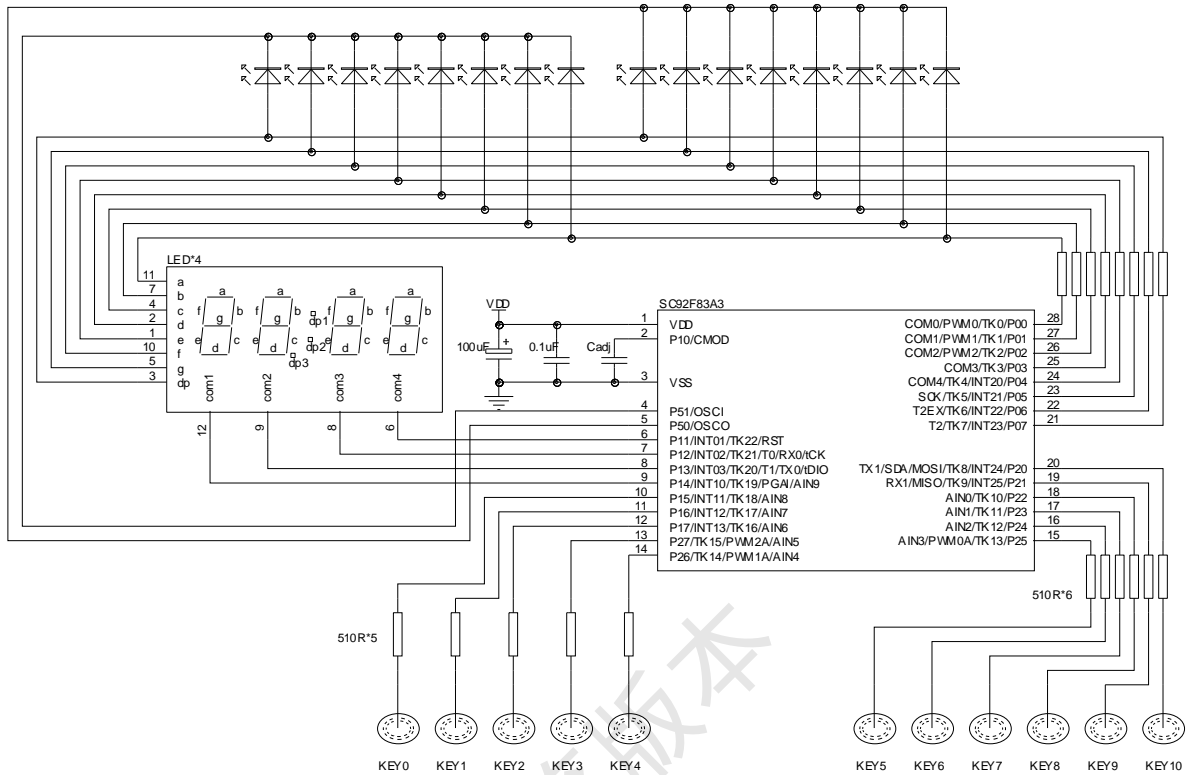 LED*4
11 a
7 b
4 c
2 d
1 e
10 f
5 g
3 dp
a f b g e c d
a f b g e c d
a f b g e c d
a f b g e c d
dp1
dp2
dp3
com1
com2
com3
com4
12
9
8
6
VDD
100uF
+
0.1uF
Cadj
SC92F83A3
1 VDD
2 P10/CMOD
3 VSS
4 P51/OSCI
5 P50/OSCO
6 P11/INT01/TK22/RST
7 P12/INT02/TK21/T0/RX0/tCK
8 P13/INT03/TK20/T1/TX0/tDIO
9 P14/INT10/TK19/PGAI/AIN9
10 P15/INT11/TK18/AIN8
11 P16/INT12/TK17/AIN7
12 P17/INT13/TK16/AIN6
13 P27/TK15/PWM2A/AIN5
14 P26/TK14/PWM1A/AIN4
COM0/PWM0/TK0/P00 28
COM1/PWM1/TK1/P01 27
COM2/PWM2/TK2/P02 26
COM3/TK3/P03 25
COM4/TK4/INT20/P04 24
SCK/TK5/INT21/P05 23
T2EX/TK6/INT22/P06 22
T2/TK7/INT23/P07 21
TX1/SDA/MOSI/TK8/INT24/P20 20
RX1/MISO/TK9/INT25/P21 19
AIN0/TK10/P22 18
AIN1/TK11/P23 17
AIN2/TK12/P24 16
AIN3/PWM0A/TK13/P25 15
510R*5
510R*6
版本
KEY0 KEY1 KEY2 KEY3 KEY4 KEY5 KEY6 KEY7 KEY8 KEY9 KEY10